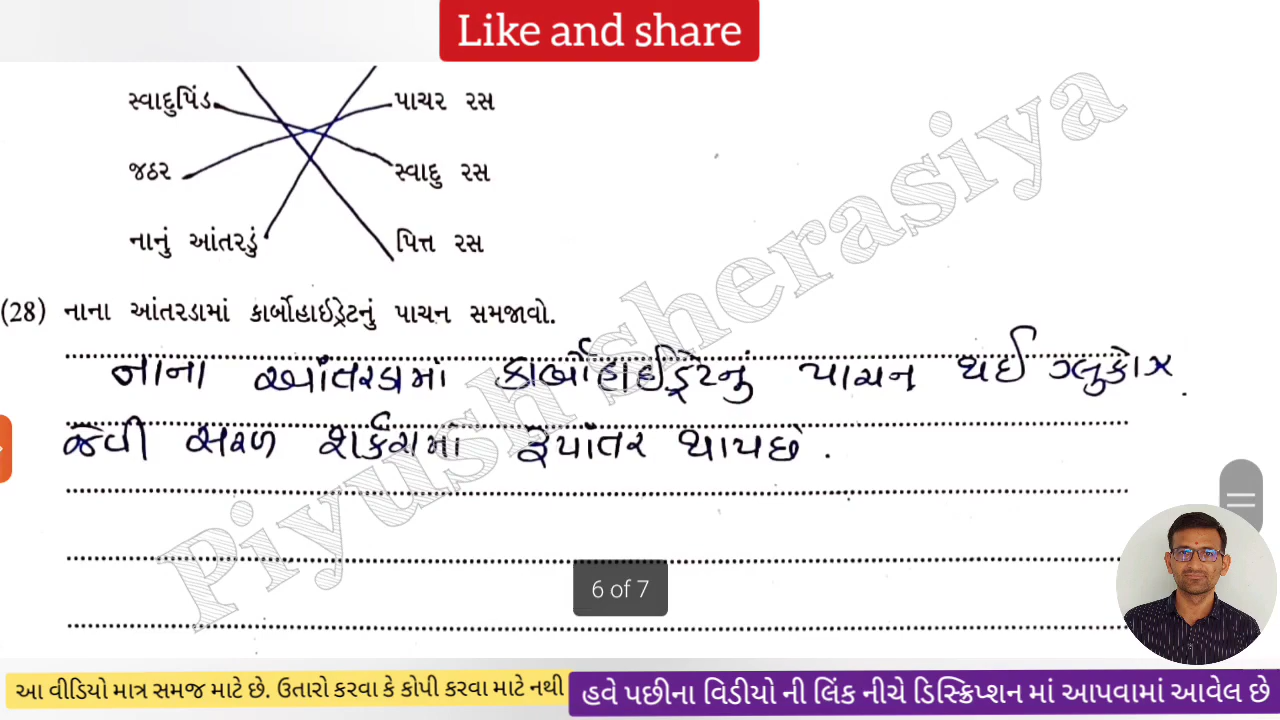 Like and share
સ્વાદુપિંડ પાચર રસ
જઠર સ્વાદુ રસ
નાનું આંતરડું પિત્ત રસ
(28) નાના આંતરડામાં કાર્બોહાઈડ્રેટનું પાચન સમજાવો.
નાના આંતરડામાં કાર્બોહાઈડ્રેટનું પાચન થઈ ગ્લુકોઝ
જેવી સરળ શર્કરામાં રૂપાંતર થાય છે.
Piyush sherasiya
6 of 7
આ વીડિયો માત્ર સમજ માટે છે. ઉતારો કરવા કે કોપી કરવા માટે નથી
હવે પછીના વિડીયો ની લિંક નીચે ડિસ્ક્રિપ્શન માં આપવામાં આવેલ છે